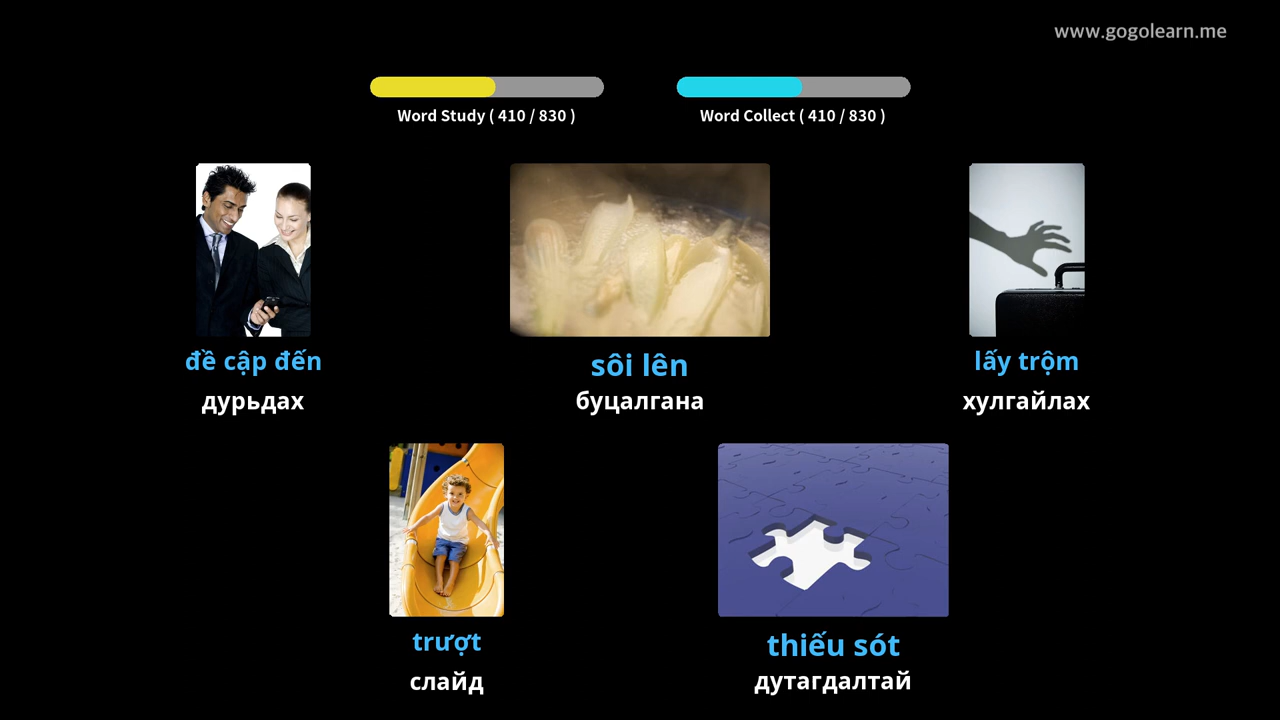 www.gogolearn.me
Word Study ( 410 / 830 )
Word Collect ( 410 / 830 )
đề cập đến
дурьдах
sôi lên
буцалгана
lấy trộm
хулгайлах
trượt
слайд
thiếu sót
дутагдалтай